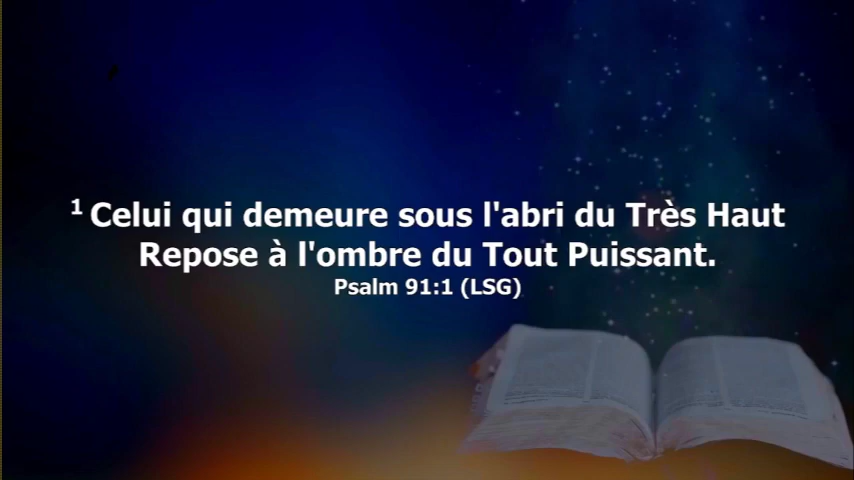 1 Celui qui demeure sous l'abri du Très Haut
Repose à l'ombre du Tout Puissant.
Psalm 91:1 (LSG)